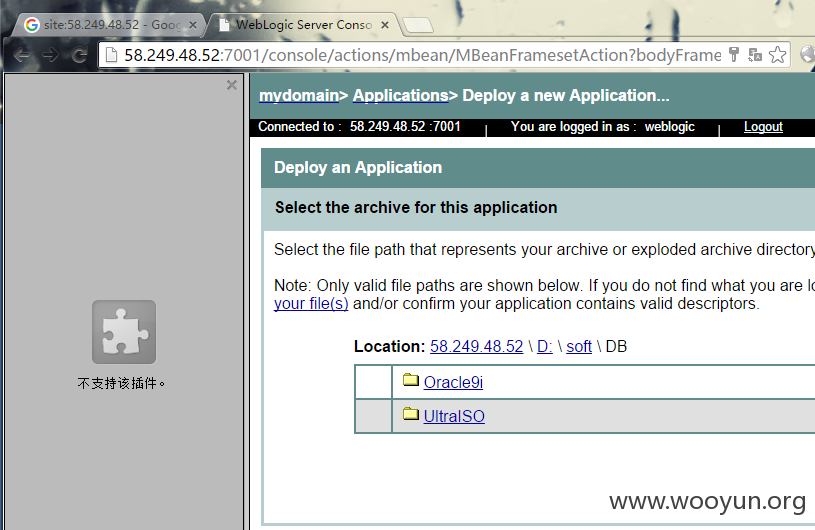 site:58.249.48.52 - Goog
WebLogic Server Conso
58.249.48.52:7001/console/actions/mbean/MBeanFramesetAction?bodyFrame
mydomain> Applications> Deploy a new Application...
Connected to : 58.249.48.52 :7001 | You are logged in as : weblogic | Logout
Deploy an Application
Select the archive for this application
Select the file path that represents your archive or exploded archive directory
Note: Only valid file paths are shown below. If you do not find what you are lo
your file(s) and/or confirm your application contains valid descriptors.
Location: 58.249.48.52 \ D: \ soft \ DB
Oracle9i
UltraISO
不支持该插件。
www.wooyun.org